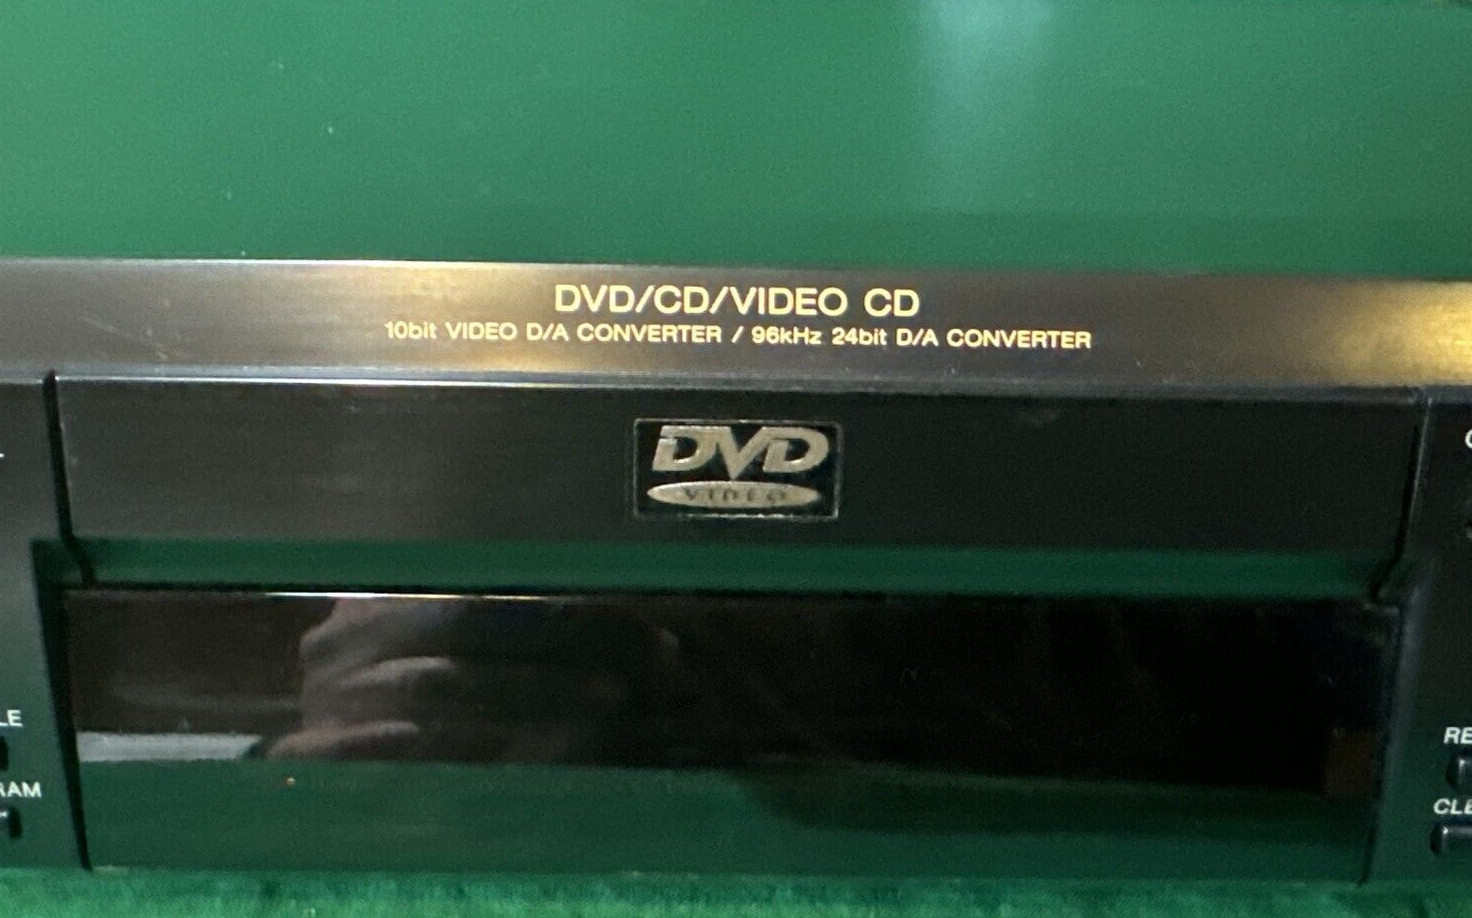 DVD/CD/VIDEO CD
10bit VIDEO D/A CONVERTER / 96kHz 24bit D/A CONVERTER
DVD
VIDEO